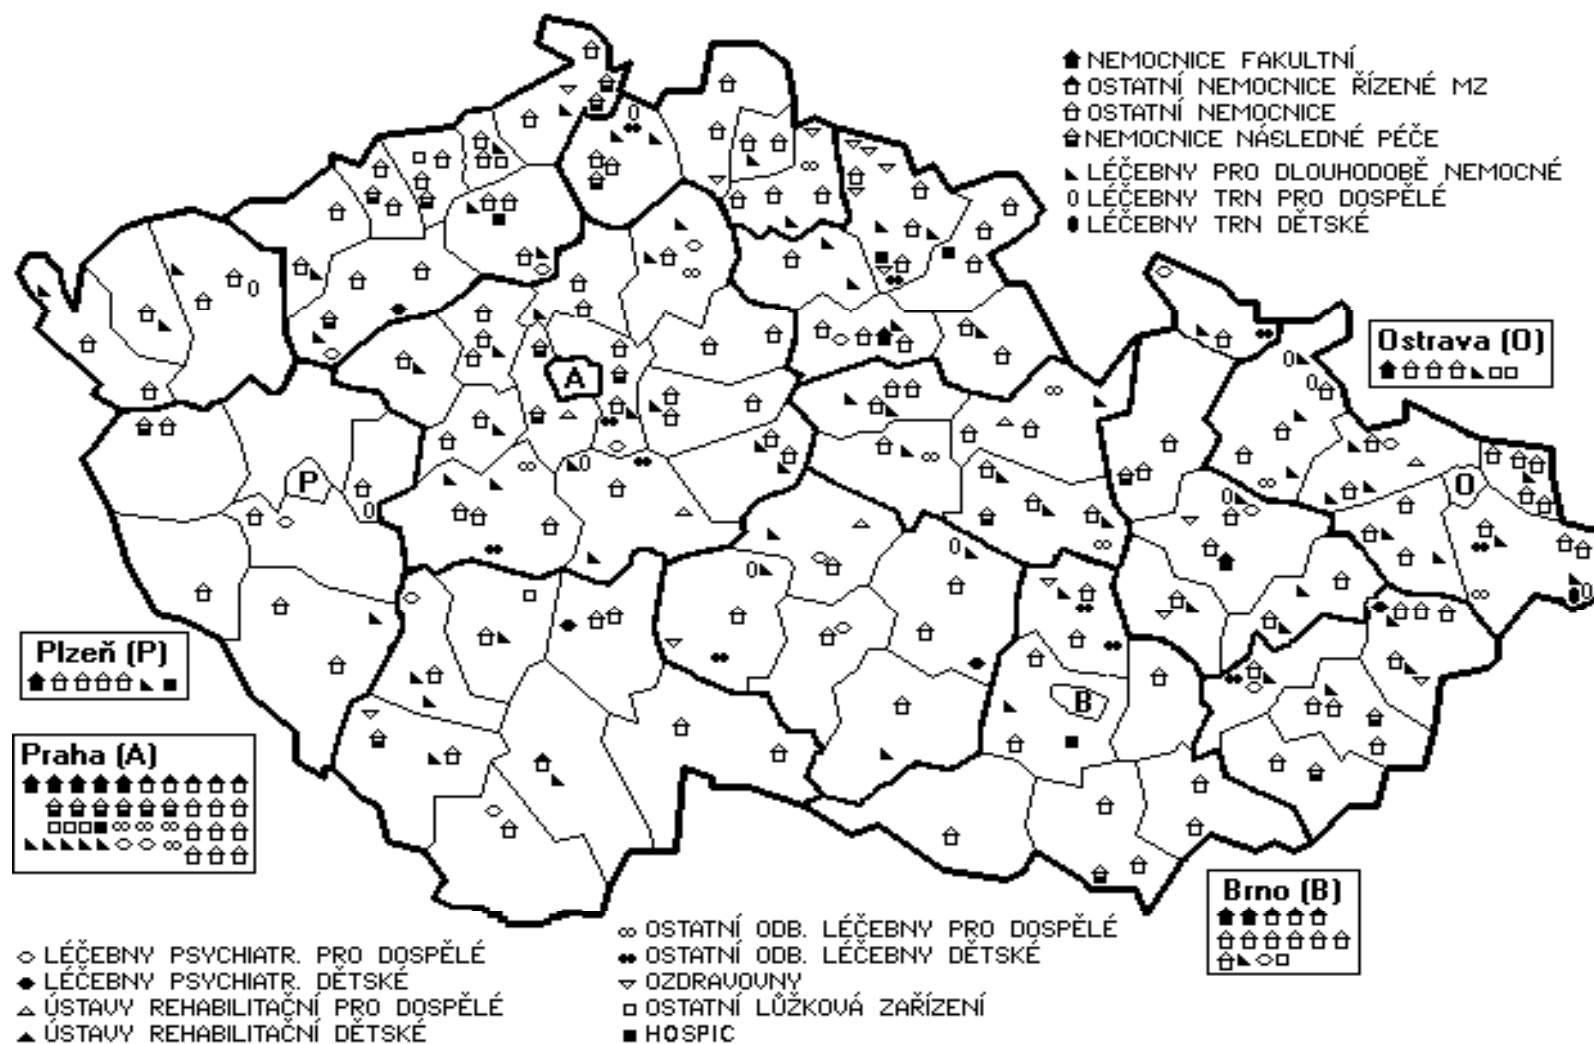 NEMOCNICE FAKULTNÍ
OSTATNÍ NEMOCNICE ŘÍZENÉ MZ
OSTATNÍ NEMOCNICE
NEMOCNICE NÁSLEDNÉ PÉČE
LÉČEBNY PRO DLOUHODOBĚ NEMOCNÉ
LÉČEBNY TRN PRO DOSPĚLÉ
LÉČEBNY TRN DĚTSKÉ
Ostrava (O)
A
P
O
B
Plzeň (P)
Praha (A)
Brno (B)
LÉČEBNY PSYCHIATR. PRO DOSPĚLÉ
LÉČEBNY PSYCHIATR. DĚTSKÉ
ÚSTAVY REHABILITAČNÍ PRO DOSPĚLÉ
ÚSTAVY REHABILITAČNÍ DĚTSKÉ
OSTATNÍ ODB. LÉČEBNY PRO DOSPĚLÉ
OSTATNÍ ODB. LÉČEBNY DĚTSKÉ
OZDRAVOVNY
OSTATNÍ LŮŽKOVÁ ZAŘÍZENÍ
HOSPIC